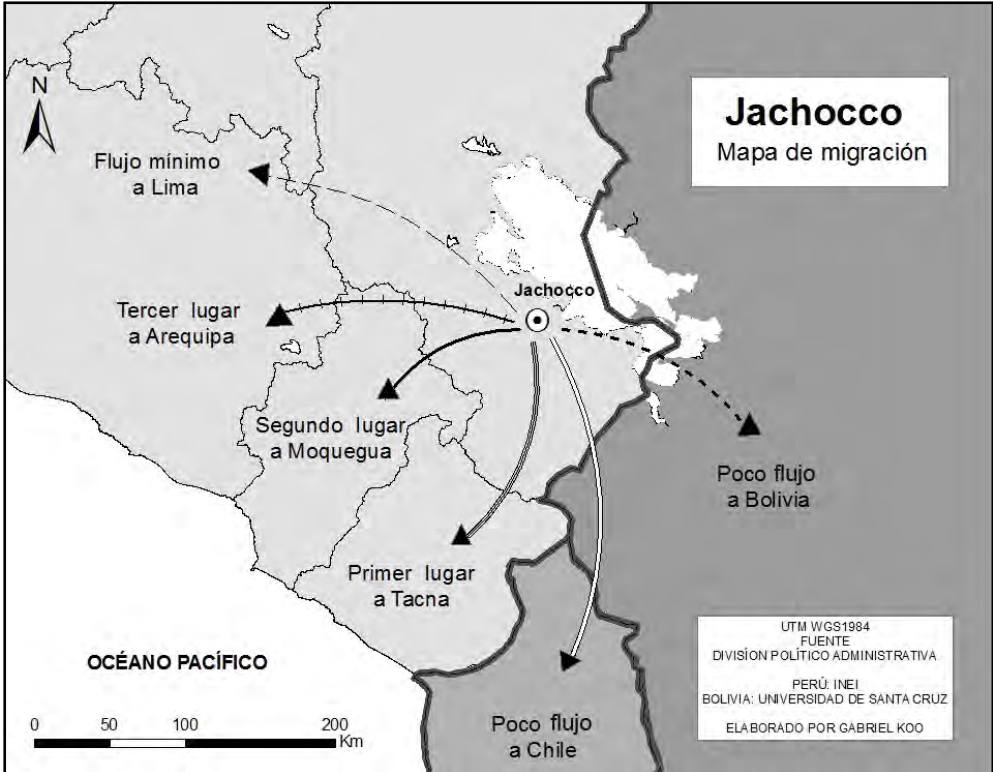 N
Jachocco
Mapa de migración
Flujo mínimo
a Lima
Jachocco
Tercer lugar
a Arequipa
Segundo lugar
a Moquegua
Poco flujo
a Bolivia
Primer lugar
a Tacna
OCÉANO PACÍFICO
0 50 100 200
Km
Poco flujo
a Chile
UTM WGS1984
FUENTE
DIVISÌON POLÍTICO ADMINISTRATIVA
PERÚ: INEI
BOLIVIA: UNIVERSIDAD DE SANTA CRUZ
ELABORADO POR GABRIEL KOO